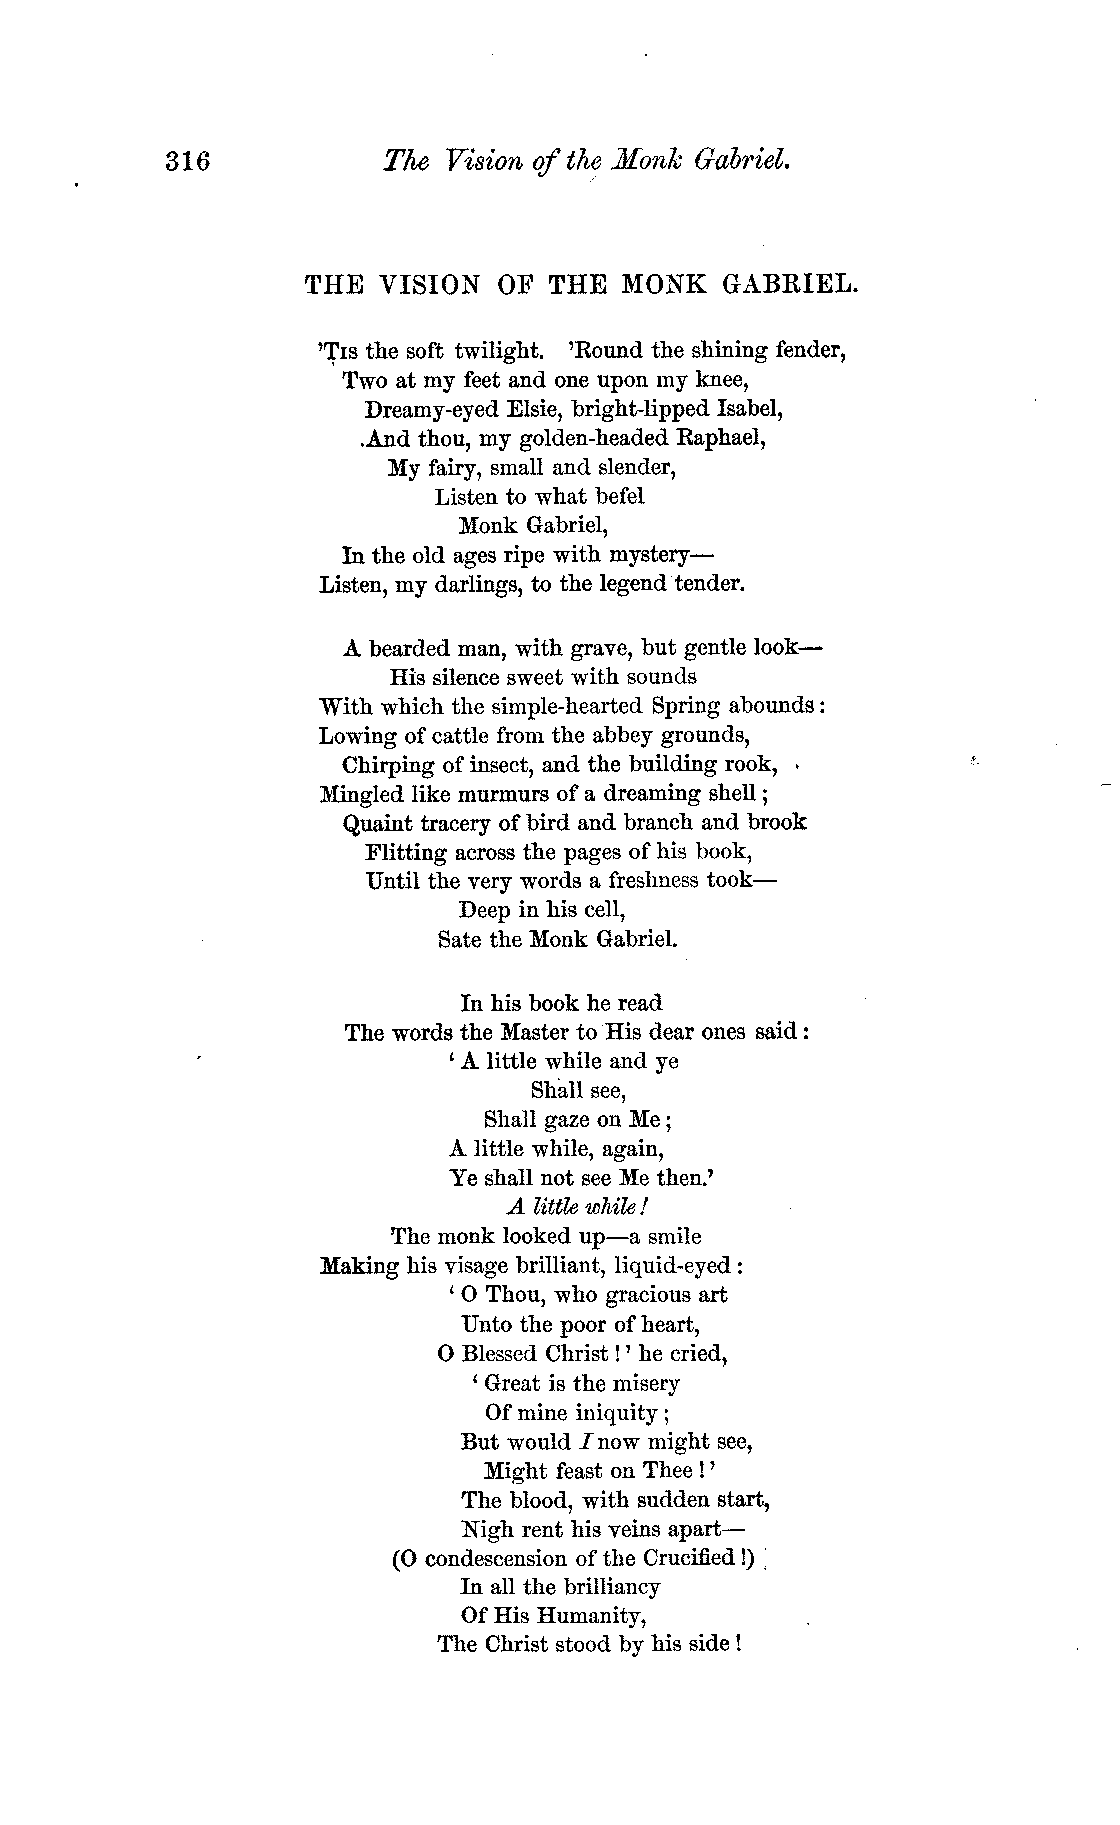 316 The Vision of the Monk Gabriel.
THE VISION OF THE MONK GABRIEL.
'TIS the soft twilight. 'Round the shining fender,
Two at my feet and one upon my knee,
Dreamy-eyed Elsie, bright-lipped Isabel,
And thou, my golden-headed Raphael,
My fairy, small and slender,
Listen to what befel
Monk Gabriel,
In the old ages ripe with mystery—
Listen, my darlings, to the legend tender.
A bearded man, with grave, but gentle look—
His silence sweet with sounds
With which the simple-hearted Spring abounds:
Lowing of cattle from the abbey grounds,
Chirping of insect, and the building rook,
Mingled like murmurs of a dreaming shell;
Quaint tracery of bird and branch and brook
Flitting across the pages of his book,
Until the very words a freshness took—
Deep in his cell,
Sate the Monk Gabriel.
In his book he read
The words the Master to His dear ones said:
'A little while and ye
Shall see,
Shall gaze on Me;
A little while, again,
Ye shall not see Me then.'
A little while!
The monk looked up—a smile
Making his visage brilliant, liquid-eyed:
'O Thou, who gracious art
Unto the poor of heart,
O Blessed Christ!' he cried,
'Great is the misery
Of mine iniquity;
But would I now might see,
Might feast on Thee!'
The blood, with sudden start,
Nigh rent his veins apart—
(O condescension of the Crucified!)
In all the brilliancy
Of His Humanity,
The Christ stood by his side!